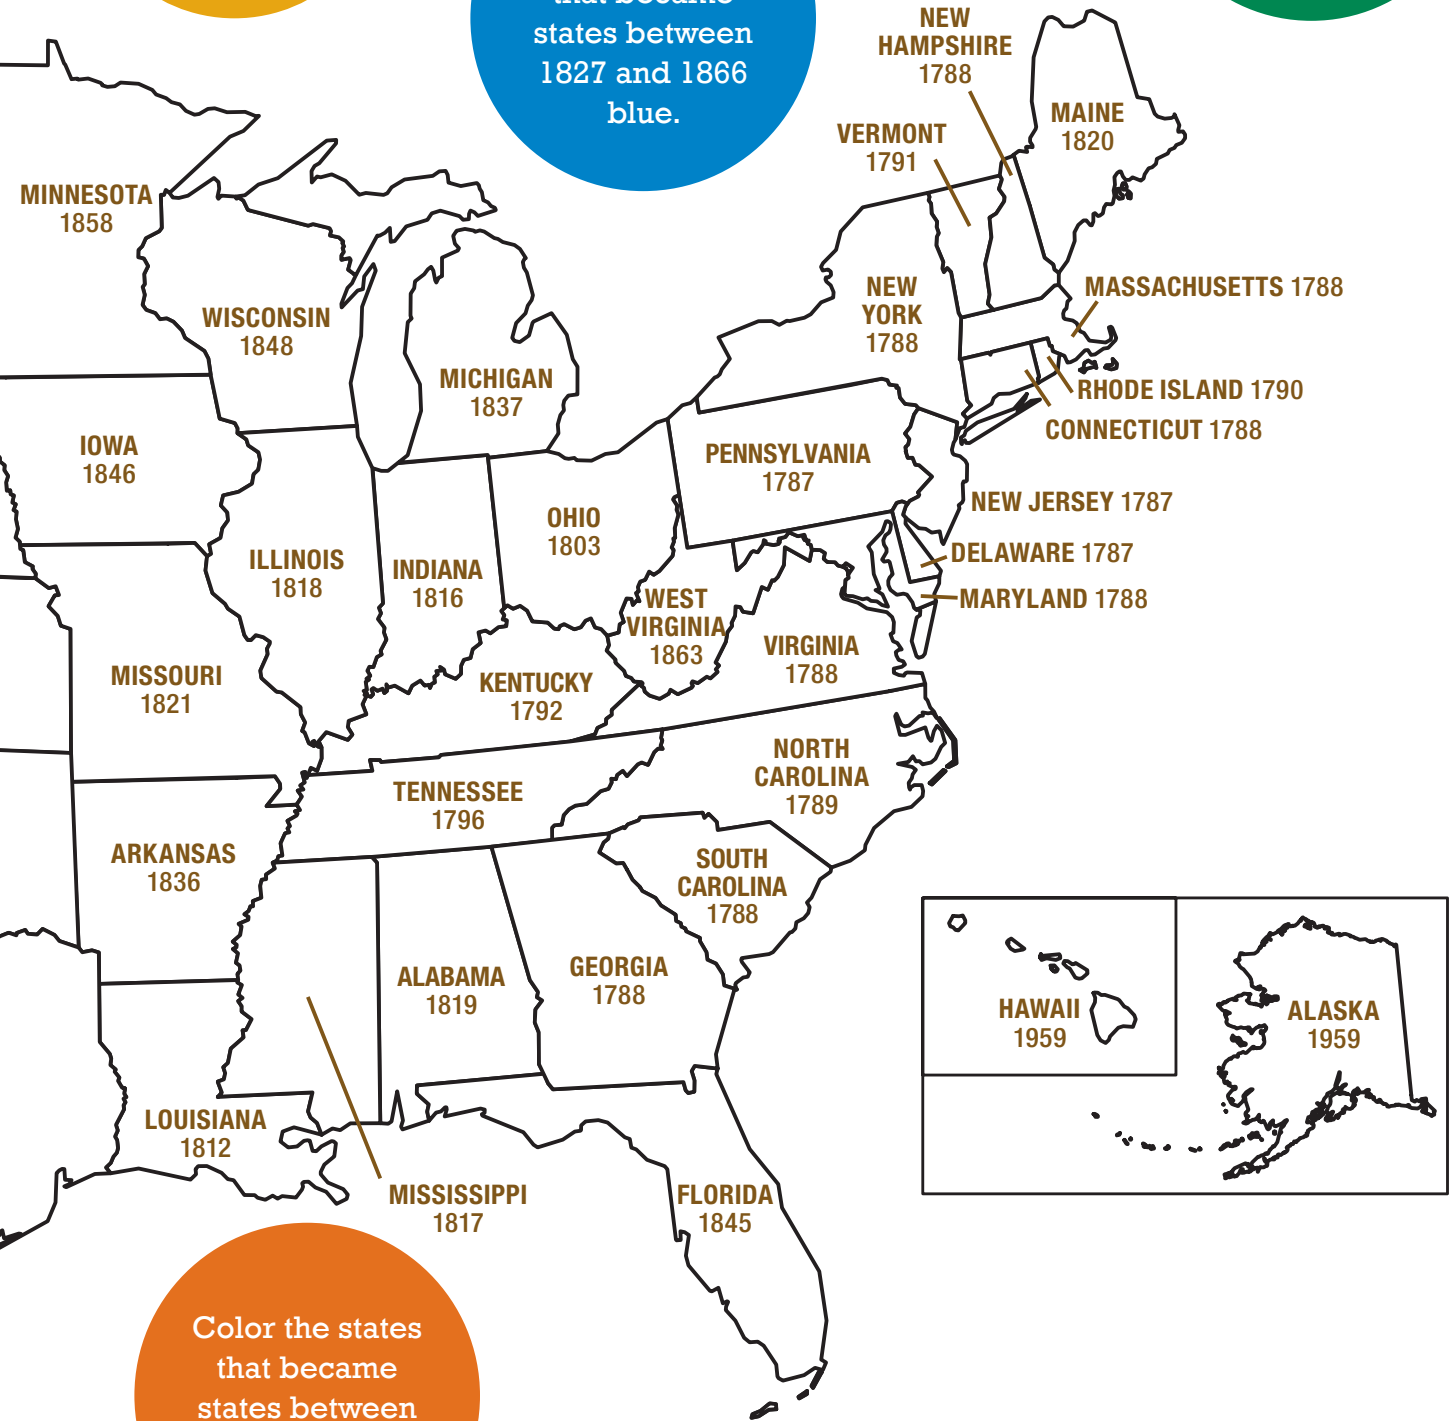 that became
states between
1827 and 1866
blue.
NEW
HAMPSHIRE
1788
MAINE
1820
VERMONT
1791
MINNESOTA
1858
WISCONSIN
1848
MICHIGAN
1837
NEW
YORK
1788
MASSACHUSETTS 1788
RHODE ISLAND 1790
CONNECTICUT 1788
IOWA
1846
PENNSYLVANIA
1787
NEW JERSEY 1787
OHIO
1803
ILLINOIS
1818
INDIANA
1816
DELAWARE 1787
MARYLAND 1788
WEST
VIRGINIA
1863
VIRGINIA
1788
MISSOURI
1821
KENTUCKY
1792
NORTH
CAROLINA
1789
TENNESSEE
1796
ARKANSAS
1836
SOUTH
CAROLINA
1788
ALABAMA
1819
GEORGIA
1788
HAWAII
1959
ALASKA
1959
LOUISIANA
1812
MISSISSIPPI
1817
FLORIDA
1845
Color the states
that became
states between